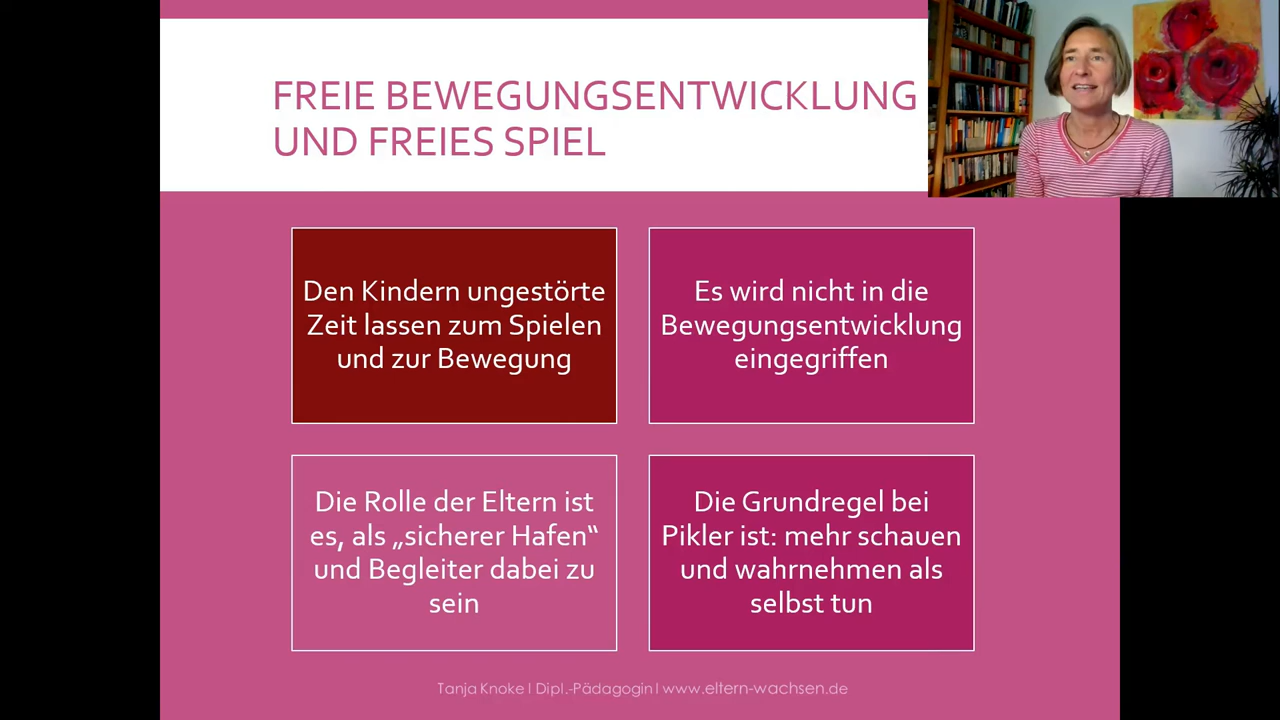 FREIE BEWEGUNGSENTWICKLUNG
UND FREIES SPIEL
Den Kindern ungestörte
Zeit lassen zum Spielen
und zur Bewegung
Es wird nicht in die
Bewegungsentwicklung
eingegriffen
Die Rolle der Eltern ist
es, als „sicherer Hafen“
und Begleiter dabei zu
sein
Die Grundregel bei
Pikler ist: mehr schauen
und wahrnehmen als
selbst tun
Tanja Knoke I Dipl.-Pädagogin I www.eltern-wachsen.de